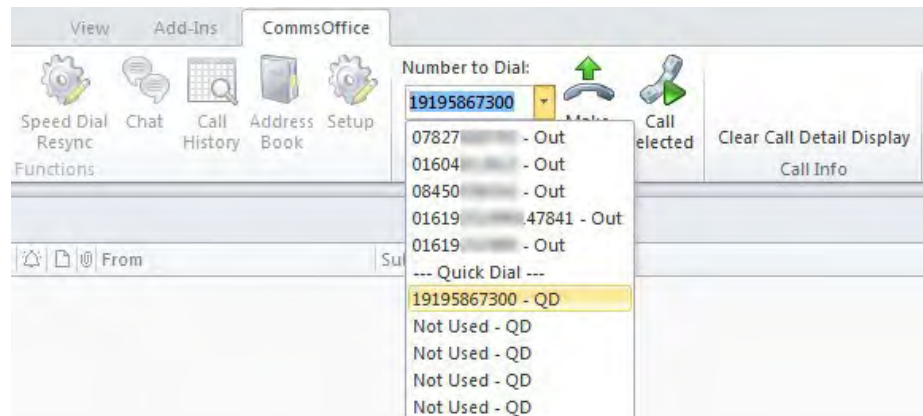 View Add-Ins CommsOffice
Number to Dial:
19195867300
Speed Dial Resync
Chat
Call History
Address Book
Setup
Call
elected
Clear Call Detail Display
Functions
Call Info
07827 - Out
01604 - Out
08450 - Out
01619 .47841 - Out
01619 - Out
--- Quick Dial ---
19195867300 - QD
Not Used - QD
Not Used - QD
Not Used - QD
Not Used - QD
From